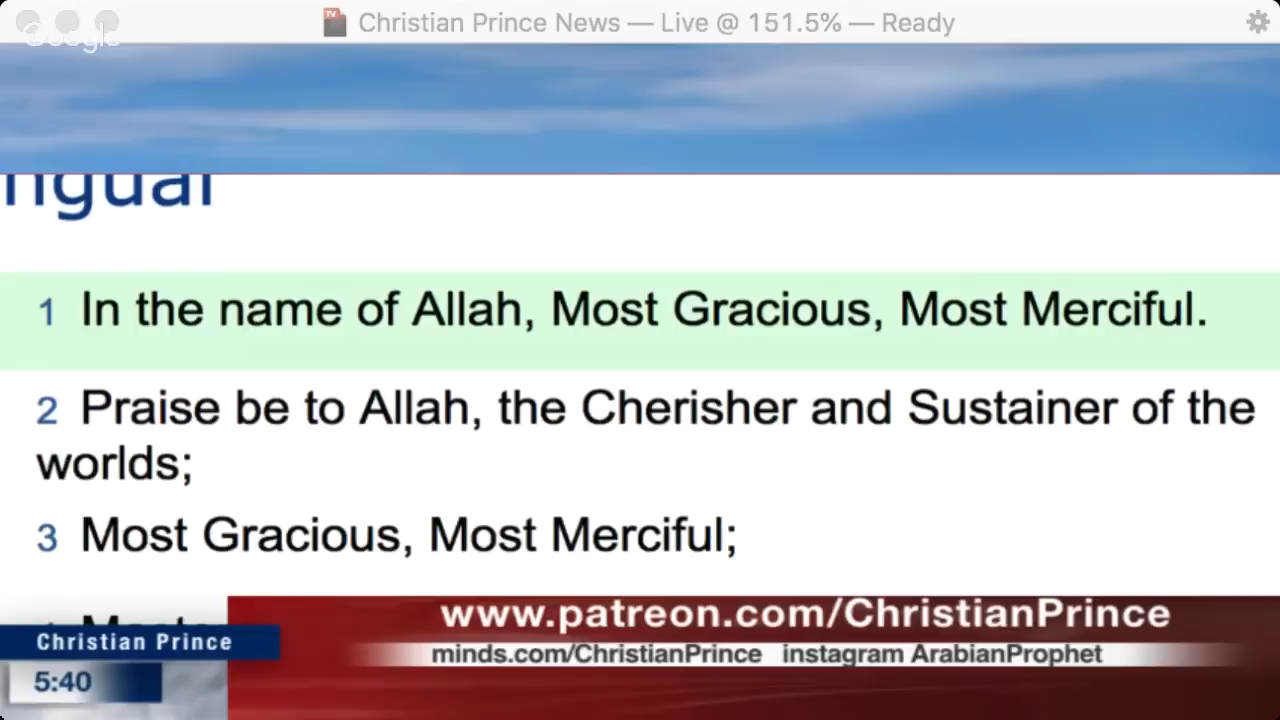 TV Christian Prince News — Live @ 151.5% — Ready
Google
ngual
1 In the name of Allah, Most Gracious, Most Merciful.
2 Praise be to Allah, the Cherisher and Sustainer of the
worlds;
3 Most Gracious, Most Merciful;
www.patreon.com/ChristianPrince
Christian Prince
minds.com/ChristianPrince instagram ArabianProphet
5:40